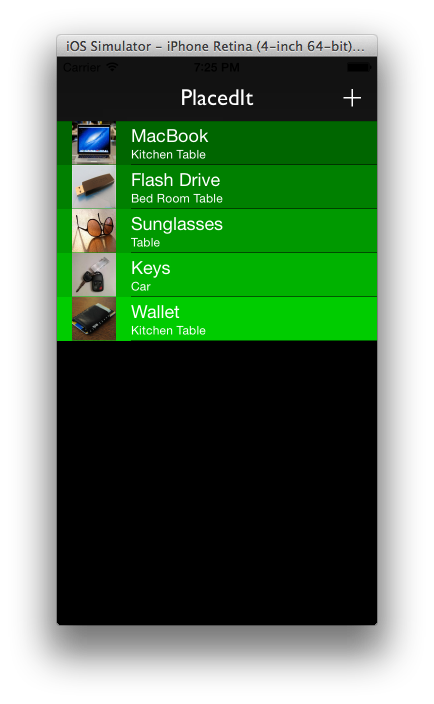 iOS Simulator – iPhone Retina (4-inch 64-bit)...
Carrier 7:25 PM
PlacedIt +
MacBook
Kitchen Table
Flash Drive
Bed Room Table
Sunglasses
Table
Keys
Car
Wallet
Kitchen Table